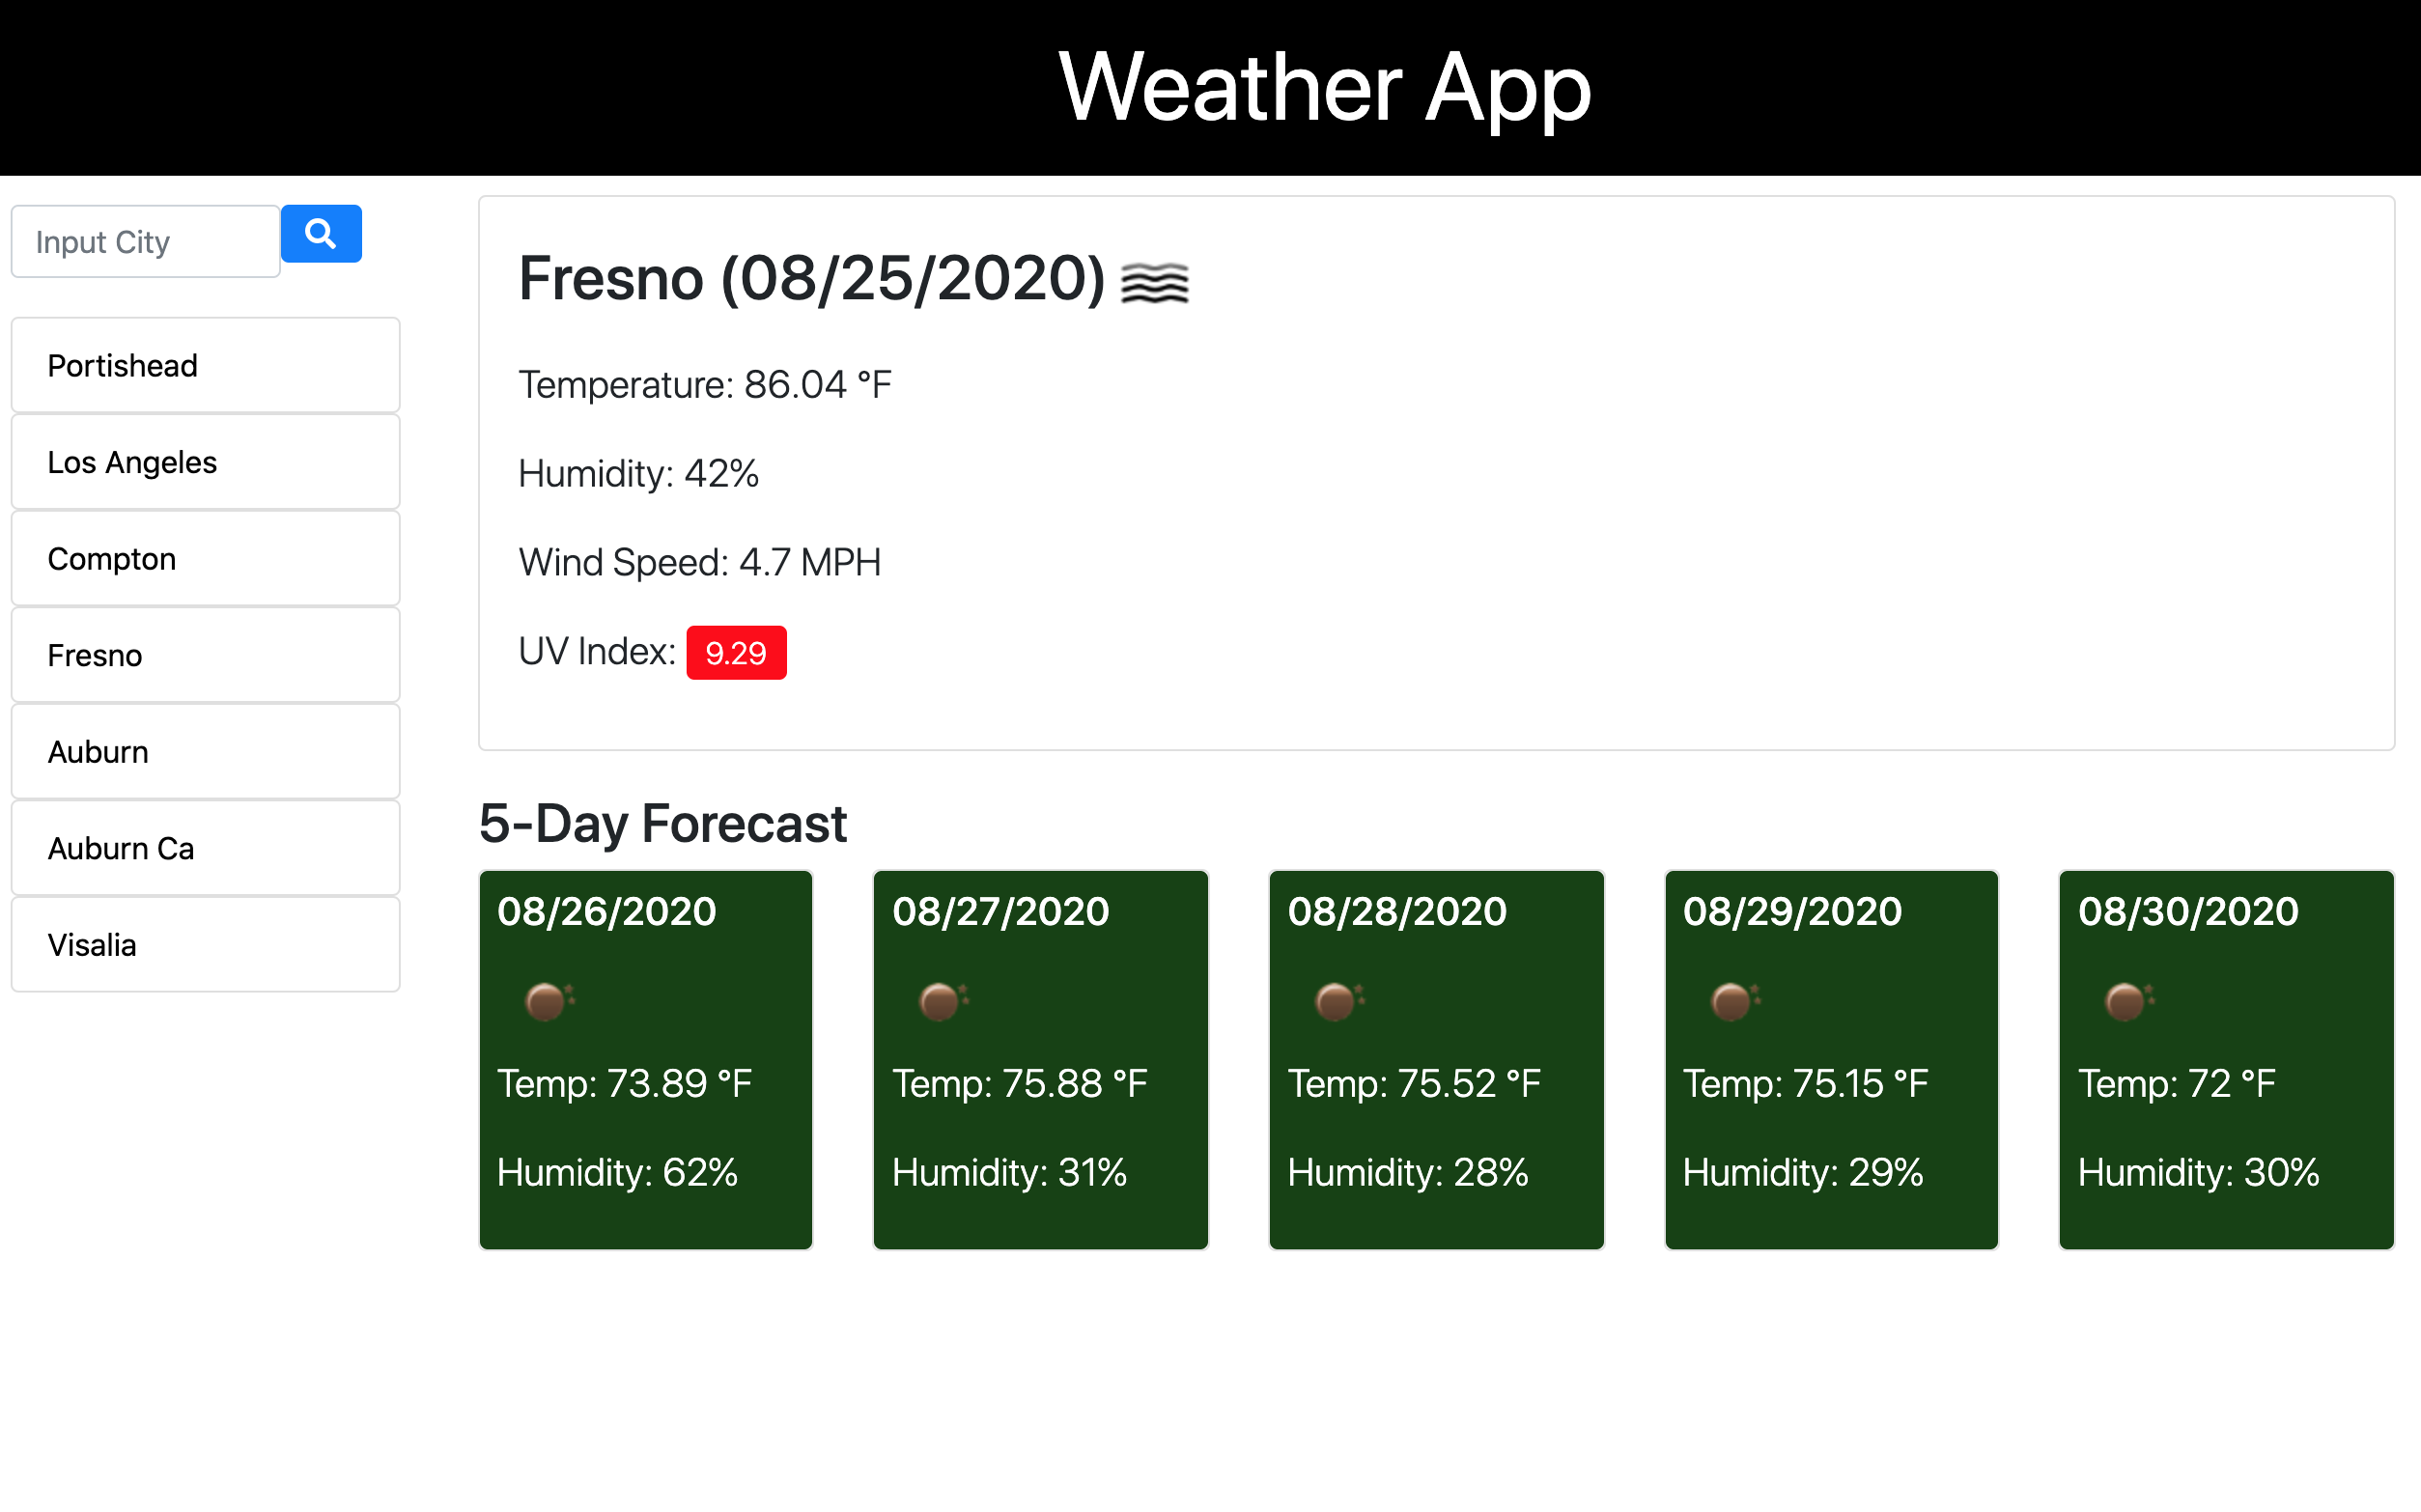 Weather App
Input City
Portishead
Los Angeles
Compton
Fresno
Auburn
Auburn Ca
Visalia
Fresno (08/25/2020)
Temperature: 86.04 °F
Humidity: 42%
Wind Speed: 4.7 MPH
UV Index: 9.29
5-Day Forecast
08/26/2020
Temp: 73.89 °F
Humidity: 62%
08/27/2020
Temp: 75.88 °F
Humidity: 31%
08/28/2020
Temp: 75.52 °F
Humidity: 28%
08/29/2020
Temp: 75.15 °F
Humidity: 29%
08/30/2020
Temp: 72 °F
Humidity: 30%